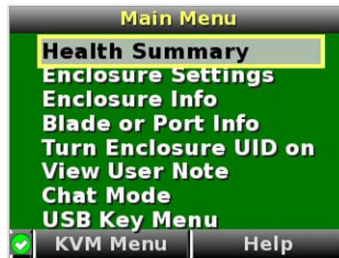 Main Menu
Health Summary
Enclosure Settings
Enclosure Info
Blade or Port Info
Turn Enclosure UID on
View User Note
Chat Mode
USB Key Menu
KVM Menu Help